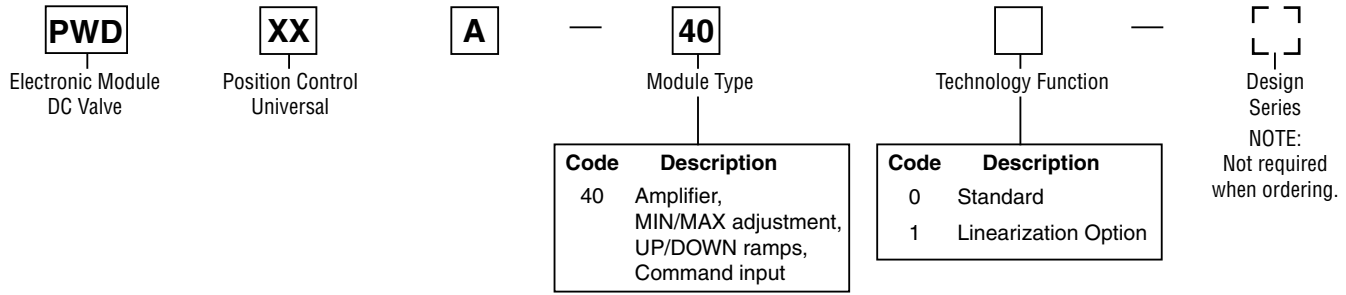 PWD XX A — 40 —
Electronic Module
DC Valve
Position Control
Universal
Module Type
Technology Function
Design
Series
NOTE:
Not required
when ordering.
Code Description
40 Amplifier,
MIN/MAX adjustment,
UP/DOWN ramps,
Command input
Code Description
0 Standard
1 Linearization Option